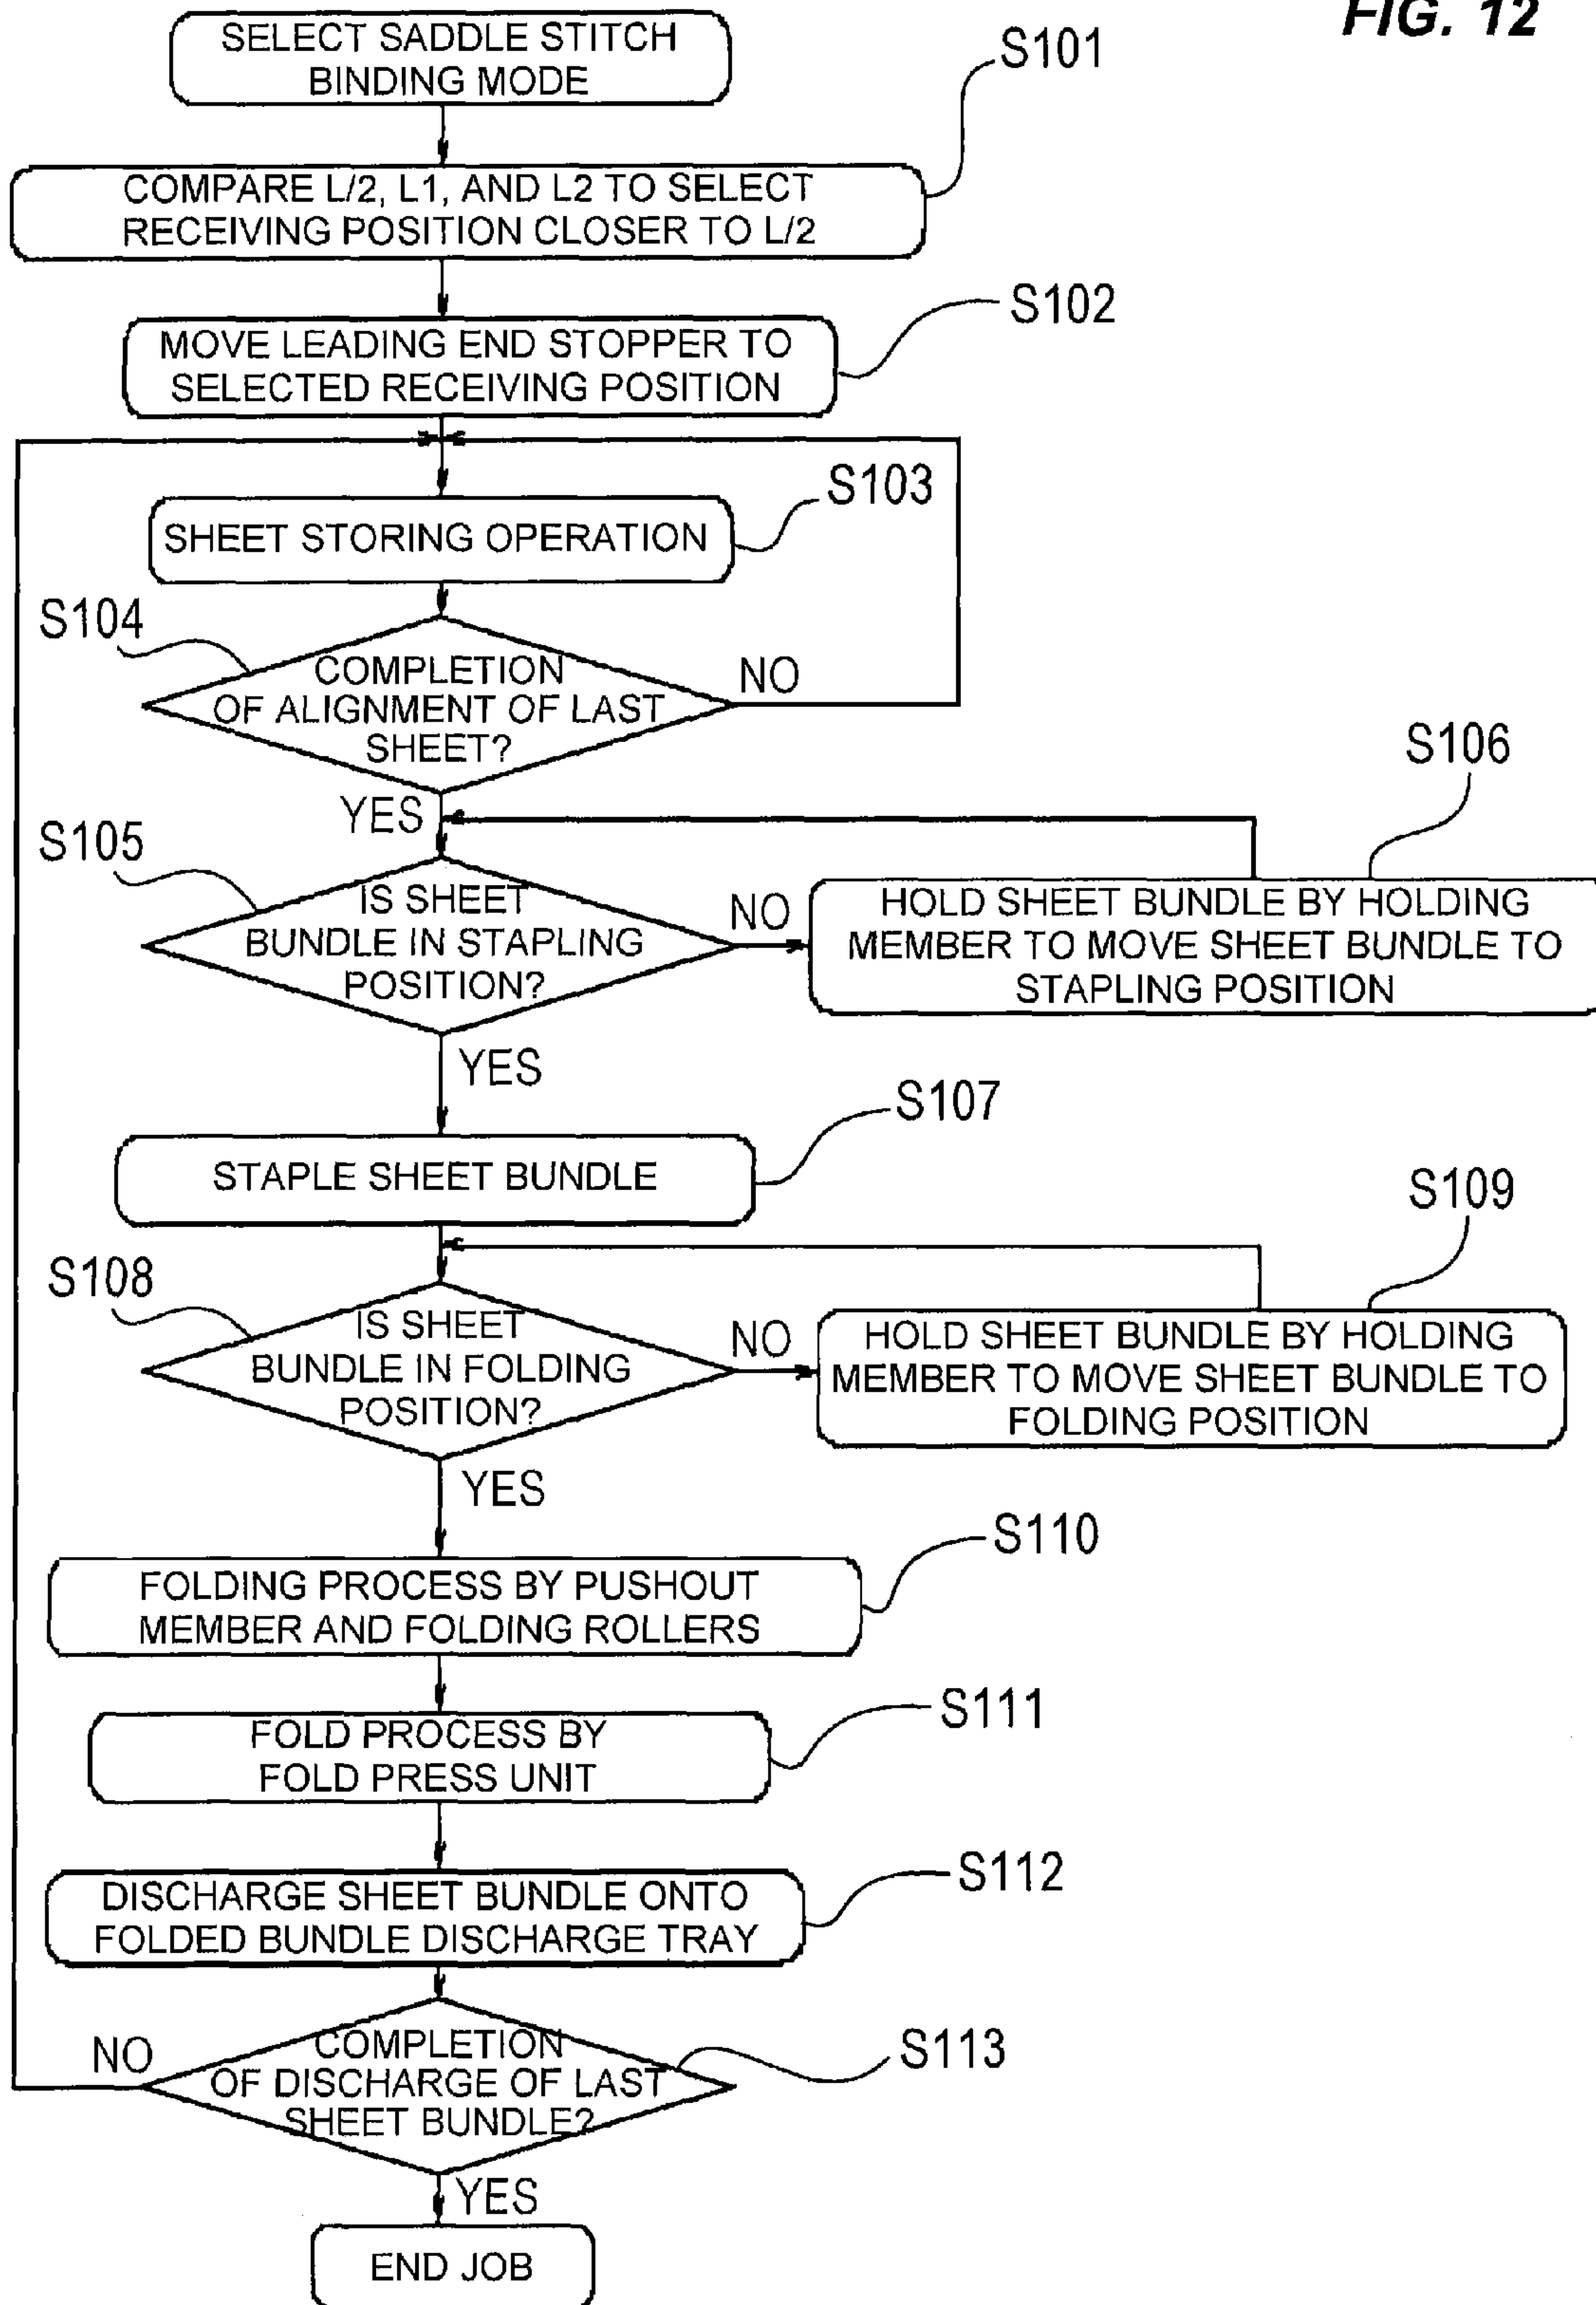 FIG. 12
SELECT SADDLE STITCH
BINDING MODE
S101
COMPARE L/2, L1, AND L2 TO SELECT
RECEIVING POSITION CLOSER TO L/2
S102
MOVE LEADING END STOPPER TO
SELECTED RECEIVING POSITION
S103
SHEET STORING OPERATION
S104
COMPLETION
OF ALIGNMENT OF LAST
SHEET?
NO
YES
S105
IS SHEET
BUNDLE IN STAPLING
POSITION?
NO
S106
HOLD SHEET BUNDLE BY HOLDING
MEMBER TO MOVE SHEET BUNDLE TO
STAPLING POSITION
YES
S107
STAPLE SHEET BUNDLE
S108
IS SHEET
BUNDLE IN FOLDING
POSITION?
NO
S109
HOLD SHEET BUNDLE BY HOLDING
MEMBER TO MOVE SHEET BUNDLE TO
FOLDING POSITION
YES
S110
FOLDING PROCESS BY PUSHOUT
MEMBER AND FOLDING ROLLERS
S111
FOLD PROCESS BY
FOLD PRESS UNIT
S112
DISCHARGE SHEET BUNDLE ONTO
FOLDED BUNDLE DISCHARGE TRAY
S113
COMPLETION
OF DISCHARGE OF LAST
SHEET BUNDLE?
NO
YES
END JOB